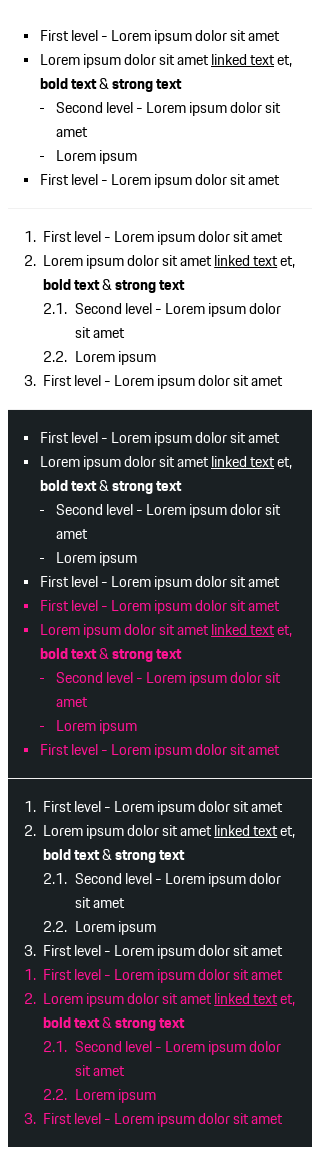 ▪ First level - Lorem ipsum dolor sit amet
▪ Lorem ipsum dolor sit amet linked text et,
bold text & strong text
- Second level - Lorem ipsum dolor sit
amet
- Lorem ipsum
▪ First level - Lorem ipsum dolor sit amet
1. First level - Lorem ipsum dolor sit amet
2. Lorem ipsum dolor sit amet linked text et,
bold text & strong text
2.1. Second level - Lorem ipsum dolor
sit amet
2.2. Lorem ipsum
3. First level - Lorem ipsum dolor sit amet
▪ First level - Lorem ipsum dolor sit amet
▪ Lorem ipsum dolor sit amet linked text et,
bold text & strong text
- Second level - Lorem ipsum dolor sit
amet
- Lorem ipsum
▪ First level - Lorem ipsum dolor sit amet
▪ First level - Lorem ipsum dolor sit amet
▪ Lorem ipsum dolor sit amet linked text et,
bold text & strong text
- Second level - Lorem ipsum dolor sit
amet
- Lorem ipsum
▪ First level - Lorem ipsum dolor sit amet
1. First level - Lorem ipsum dolor sit amet
2. Lorem ipsum dolor sit amet linked text et,
bold text & strong text
2.1. Second level - Lorem ipsum dolor
sit amet
2.2. Lorem ipsum
3. First level - Lorem ipsum dolor sit amet
1. First level - Lorem ipsum dolor sit amet
2. Lorem ipsum dolor sit amet linked text et,
bold text & strong text
2.1. Second level - Lorem ipsum dolor
sit amet
2.2. Lorem ipsum
3. First level - Lorem ipsum dolor sit amet